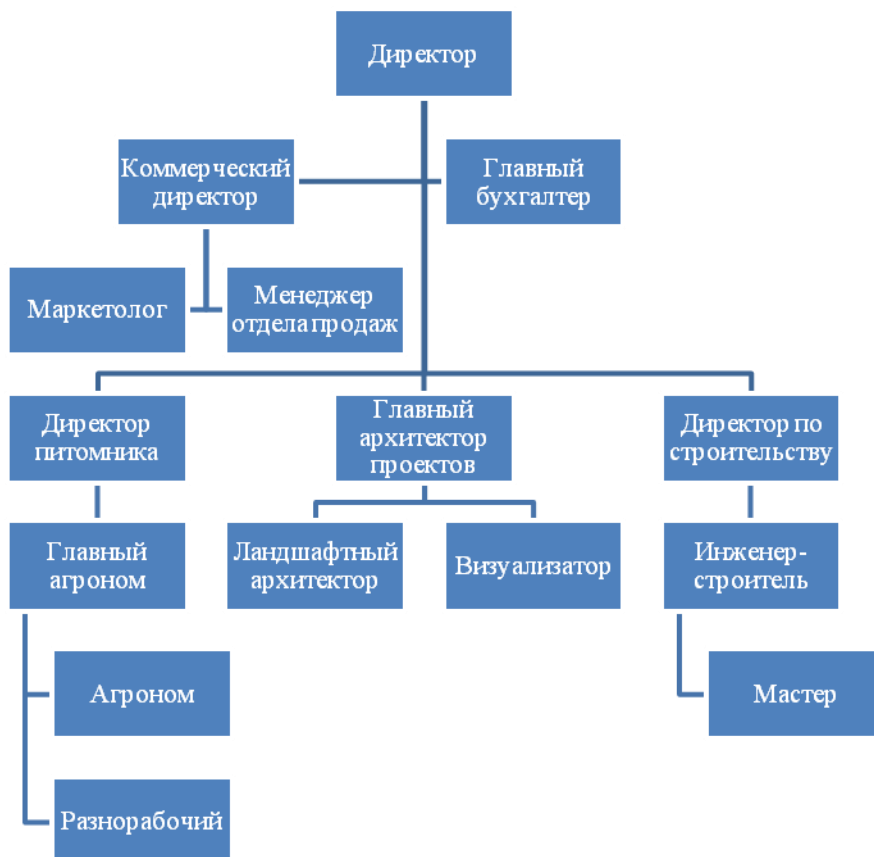 Директор
Коммерческий
директор
Главный
бухгалтер
Маркетолог
Менеджер
отдела продаж
Директор
питомника
Главный
архитектор
проектов
Директор по
строительству
Главный
агроном
Ландшафтный
архитектор
Визуализатор
Инженер-
строитель
Агроном
Мастер
Разнорабочий